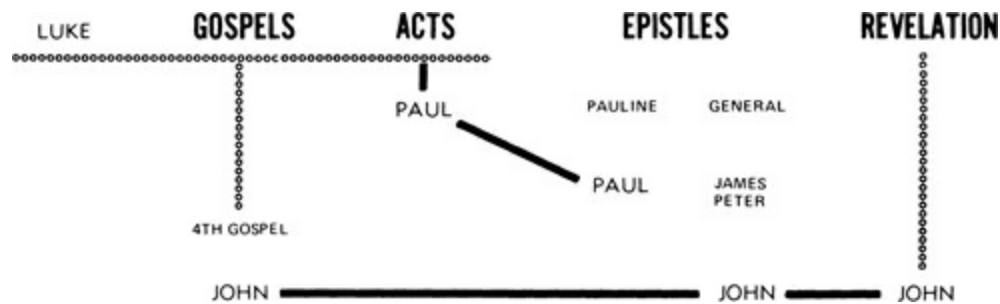 LUKE GOSPELS ACTS EPISTLES REVELATION
PAUL PAULINE GENERAL
PAUL JAMES
PETER
4TH GOSPEL
JOHN JOHN JOHN